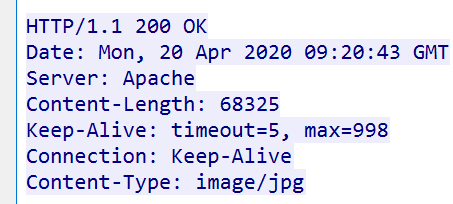 HTTP/1.1 200 OK
Date: Mon, 20 Apr 2020 09:20:43 GMT
Server: Apache
Content-Length: 68325
Keep-Alive: timeout=5, max=998
Connection: Keep-Alive
Content-Type: image/jpg